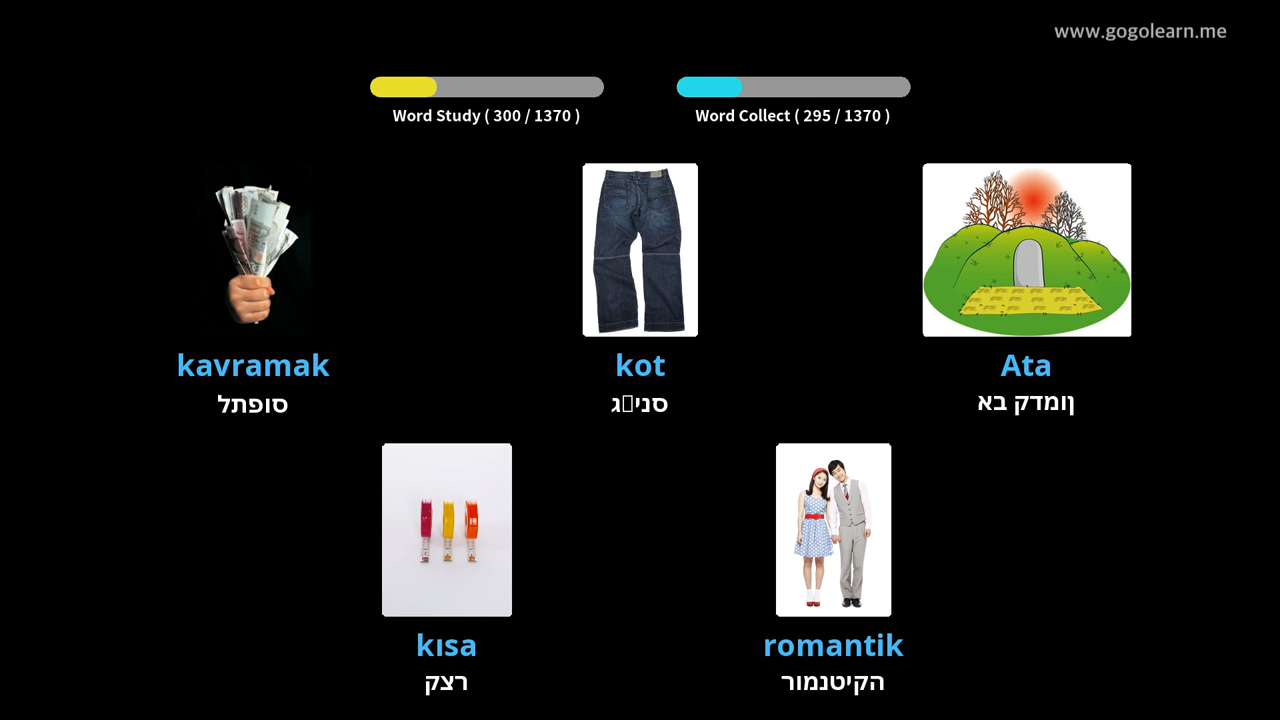 www.gogolearn.me
Word Study ( 300 / 1370 )
Word Collect ( 295 / 1370 )
kavramak
סופתל
kot
סני▯ג
Ata
ןומדק בא
kısa
רצק
romantik
הקיטנמור